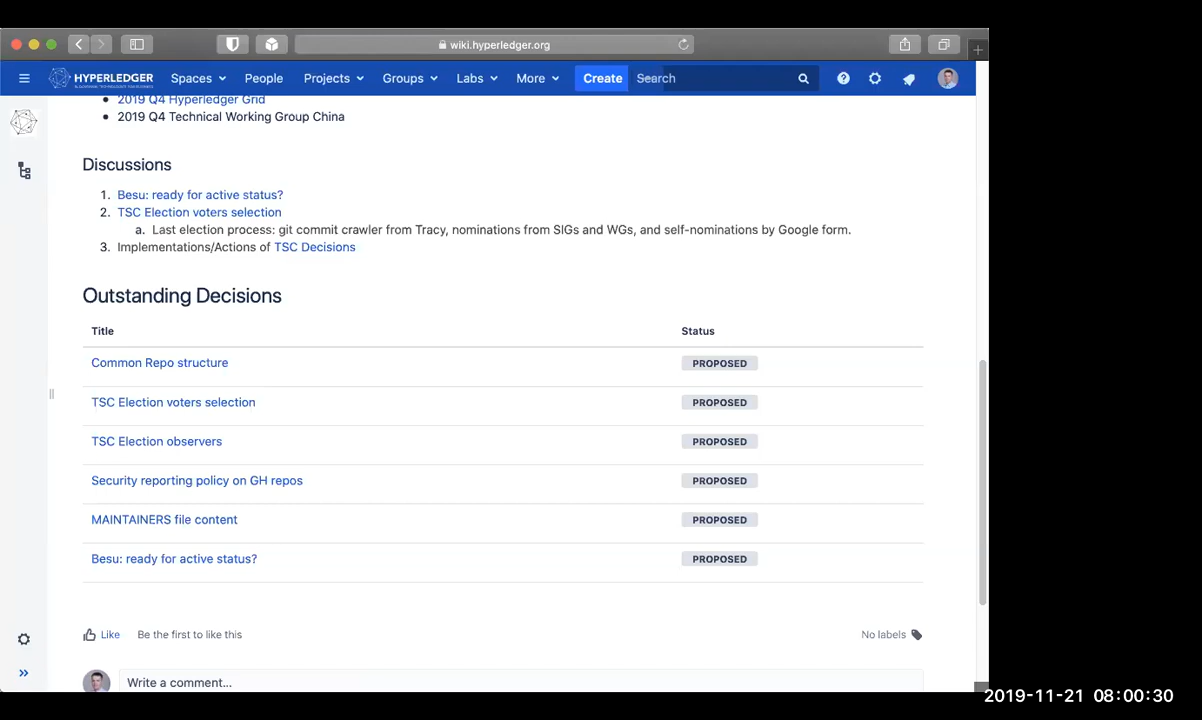 wiki.hyperledger.org
HYPERLEDGER Spaces People Projects Groups Labs More Create Search
2019 Q4 Hyperledger Grid
2019 Q4 Technical Working Group China
Discussions
1. Besu: ready for active status?
2. TSC Election voters selection
a. Last election process: git commit crawler from Tracy, nominations from SIGs and WGs, and self-nominations by Google form.
3. Implementations/Actions of TSC Decisions
Outstanding Decisions
Title Status
Common Repo structure PROPOSED
TSC Election voters selection PROPOSED
TSC Election observers PROPOSED
Security reporting policy on GH repos PROPOSED
MAINTAINERS file content PROPOSED
Besu: ready for active status? PROPOSED
Like Be the first to like this No labels
Write a comment...
2019-11-21 08:00:30